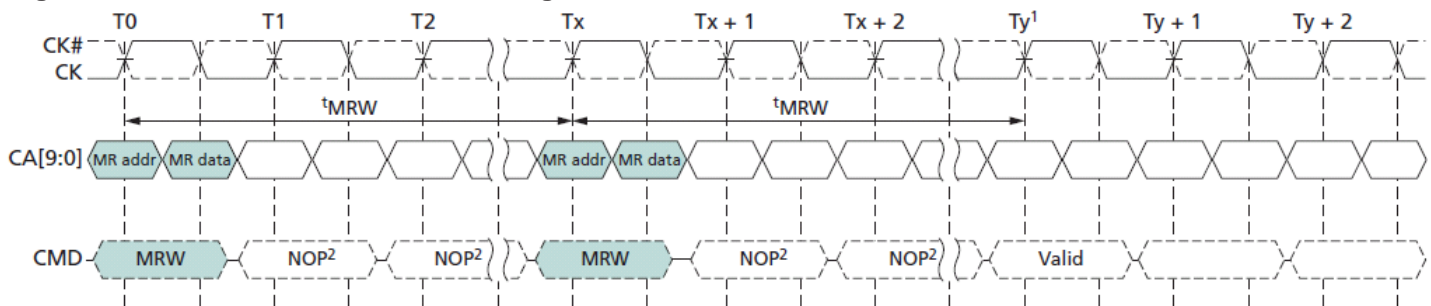 T0 T1 T2 Tx Tx + 1 Tx + 2 Ty¹ Ty + 1 Ty + 2
CK#
CK
ᵗMRW ᵗMRW
CA[9:0] MR addr MR data MR addr MR data
CMD MRW NOP² NOP² MRW NOP² NOP² Valid